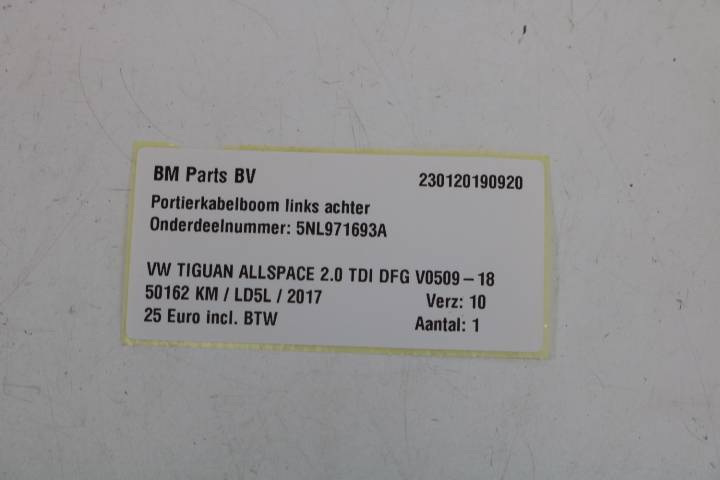 BM Parts BV 230120190920
Portierkabelboom links achter
Onderdeelnummer: 5NL971693A
VW TIGUAN ALLSPACE 2.0 TDI DFG V0509-18
50162 KM / LD5L / 2017 Verz: 10
25 Euro incl. BTW Aantal: 1